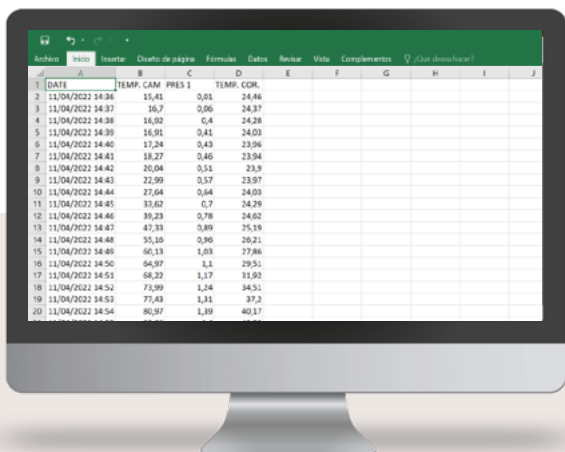 Archivo Inicio Insertar Diseño de página Fórmulas Datos Revisar Vista Complementos ¿Qué desea hacer?
A B C D E F G H I J
1 DATE TEMP. CAM PRES 1 TEMP. COR.
2 11/04/2022 14:36 15,41 0,01 24,46
3 11/04/2022 14:37 16,7 0,06 24,37
4 11/04/2022 14:38 16,92 0,4 24,28
5 11/04/2022 14:39 16,91 0,41 24,03
6 11/04/2022 14:40 17,24 0,43 23,96
7 11/04/2022 14:41 18,27 0,46 23,94
8 11/04/2022 14:42 20,04 0,51 23,9
9 11/04/2022 14:43 22,99 0,57 23,97
10 11/04/2022 14:44 27,64 0,64 24,03
11 11/04/2022 14:45 33,62 0,7 24,29
12 11/04/2022 14:46 39,23 0,78 24,62
13 11/04/2022 14:47 47,33 0,89 25,19
14 11/04/2022 14:48 55,16 0,96 26,21
15 11/04/2022 14:49 60,13 1,03 27,86
16 11/04/2022 14:50 64,97 1,1 29,51
17 11/04/2022 14:51 68,22 1,17 31,92
18 11/04/2022 14:52 73,99 1,24 34,51
19 11/04/2022 14:53 77,43 1,31 37,2
20 11/04/2022 14:54 80,97 1,39 40,17